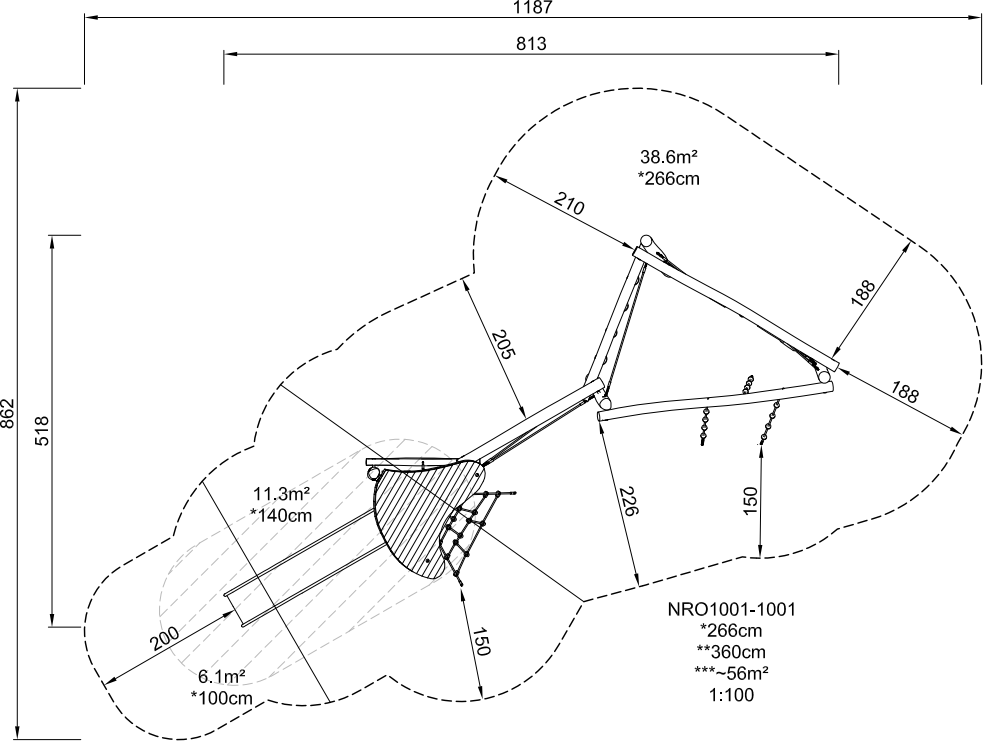 1187
813
38.6m²
*266cm
210
188
205
188
862
518
11.3m²
*140cm
226
150
200
150
6.1m²
*100cm
NRO1001-1001
*266cm
**360cm
***~56m²
1:100